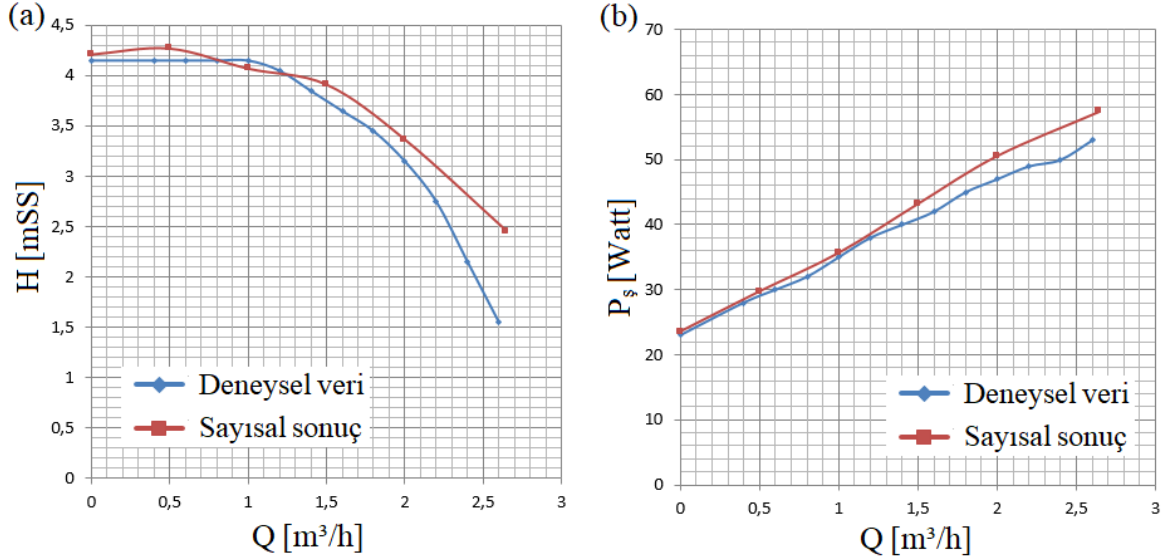 (a)
4,5
4
3,5
3
2,5
2
1,5
1
0,5
0
H [mSS]
Deneysel veri
Sayısal sonuç
0 0,5 1 1,5 2 2,5 3
Q [m³/h]
(b)
70
60
50
40
30
20
10
0
Pş [Watt]
Deneysel veri
Sayısal sonuç
0 0,5 1 1,5 2 2,5 3
Q [m³/h]